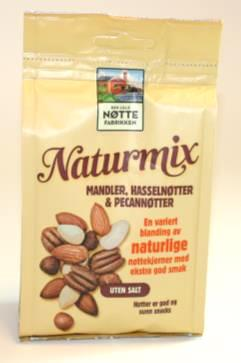 DEN LILLE
NØTTE
FABRIKKEN
Naturmix
MANDLER, HASSELNØTTER
& PECANNØTTER
En variert
blanding av
naturlige
nøttekjerner med
ekstra god smak
UTEN SALT
Nøtter er god og
sunn snacks